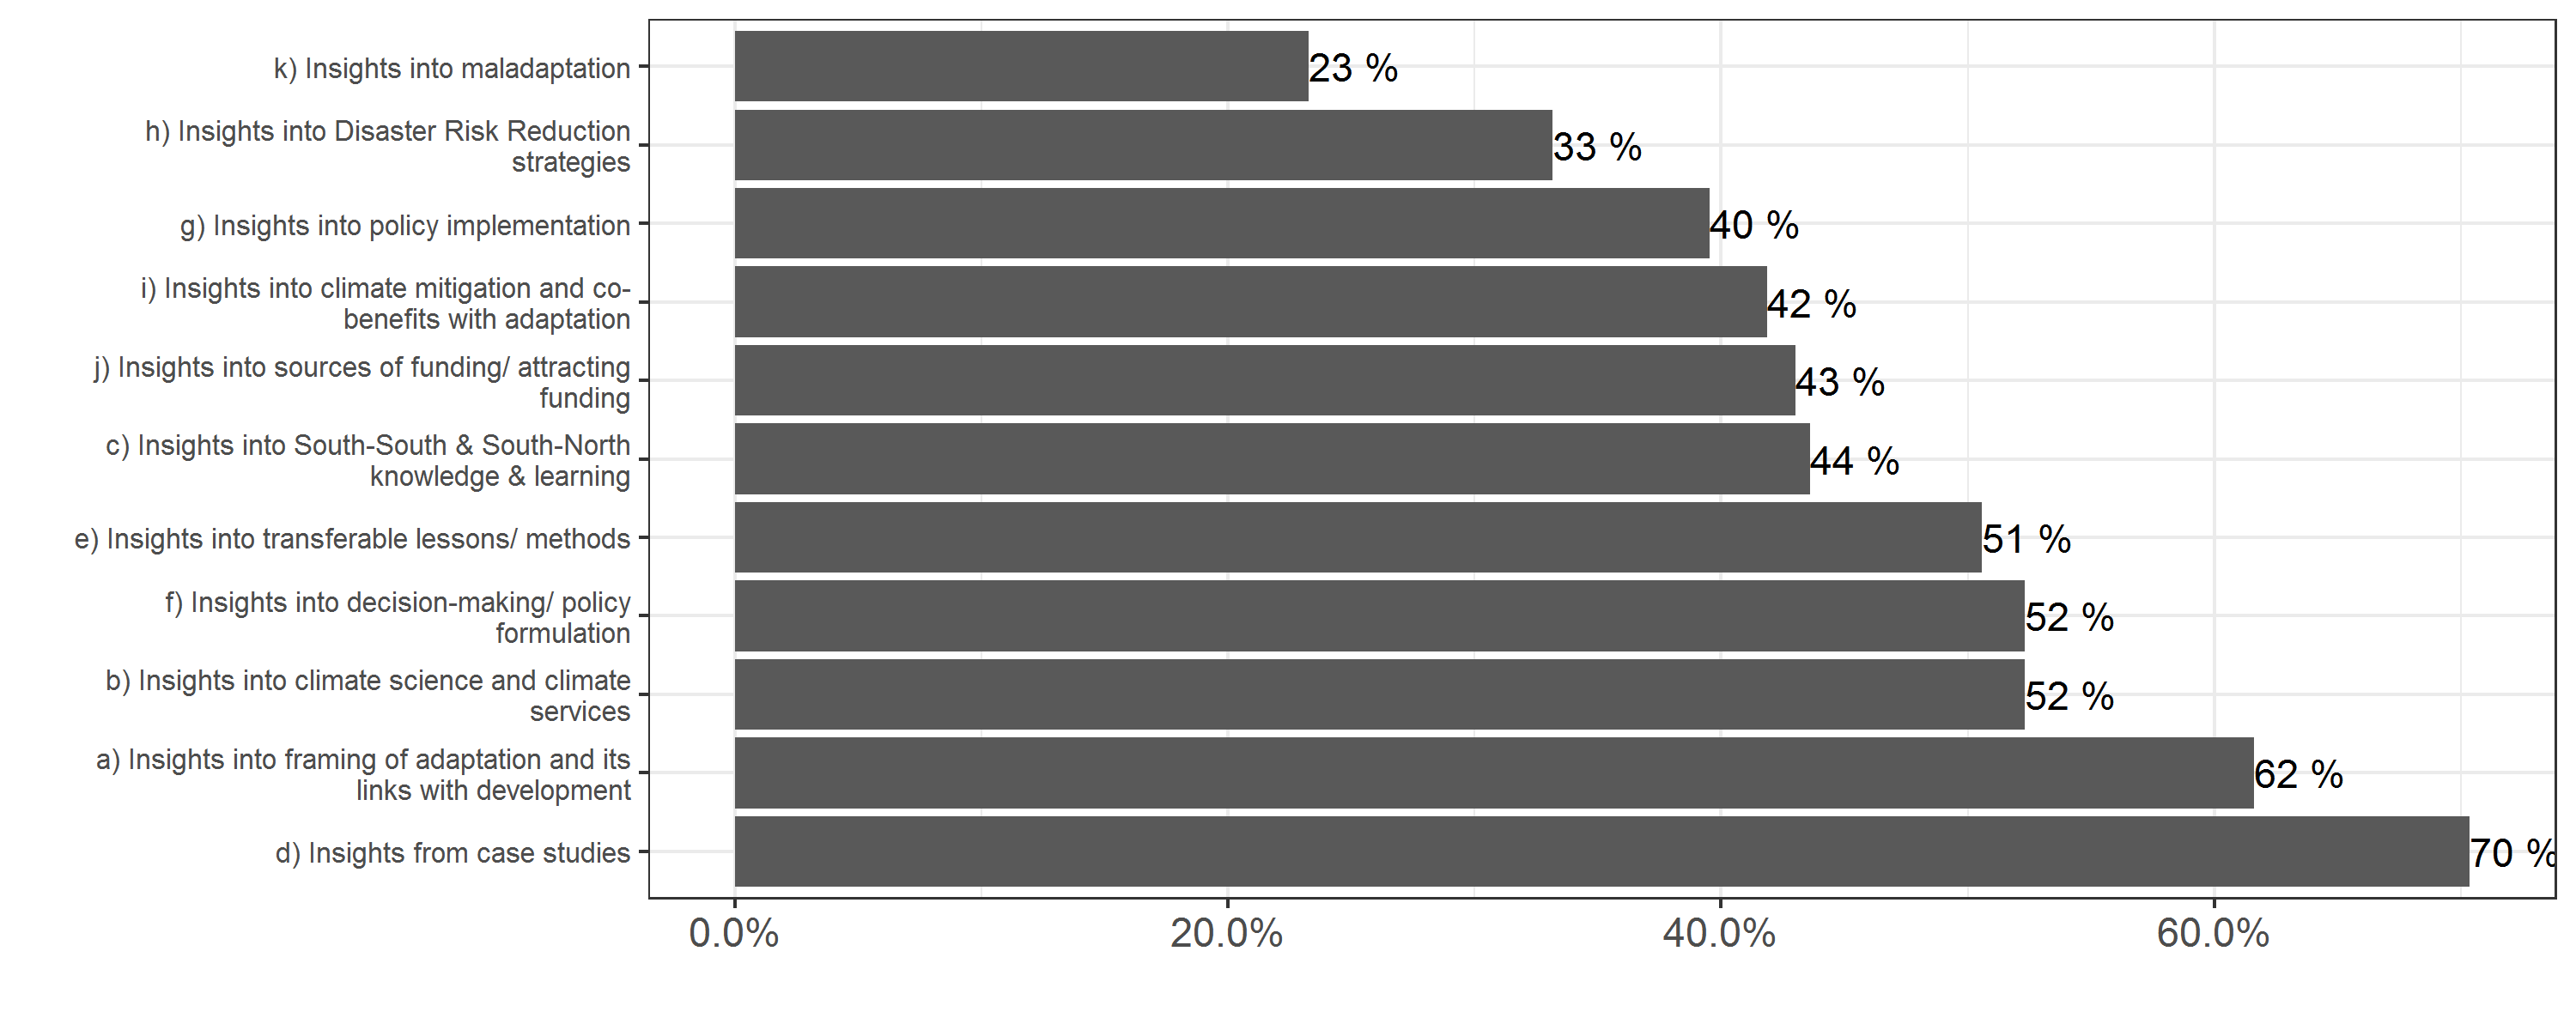 k) Insights into maladaptation
23 %
h) Insights into Disaster Risk Reduction
strategies
33 %
g) Insights into policy implementation
40 %
i) Insights into climate mitigation and co-
benefits with adaptation
42 %
j) Insights into sources of funding/ attracting
funding
43 %
c) Insights into South-South & South-North
knowledge & learning
44 %
e) Insights into transferable lessons/ methods
51 %
f) Insights into decision-making/ policy
formulation
52 %
b) Insights into climate science and climate
services
52 %
a) Insights into framing of adaptation and its
links with development
62 %
d) Insights from case studies
70 %
0.0% 20.0% 40.0% 60.0%